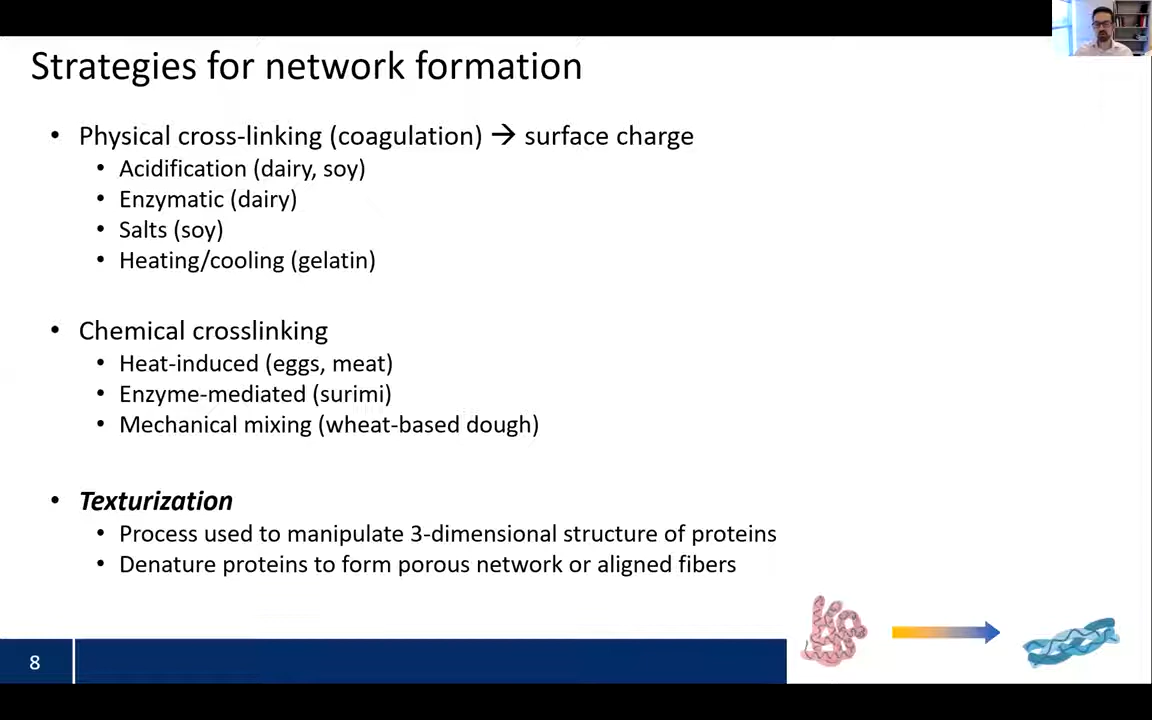 Strategies for network formation
• Physical cross-linking (coagulation) → surface charge
• Acidification (dairy, soy)
• Enzymatic (dairy)
• Salts (soy)
• Heating/cooling (gelatin)
• Chemical crosslinking
• Heat-induced (eggs, meat)
• Enzyme-mediated (surimi)
• Mechanical mixing (wheat-based dough)
• Texturization
• Process used to manipulate 3-dimensional structure of proteins
• Denature proteins to form porous network or aligned fibers
8